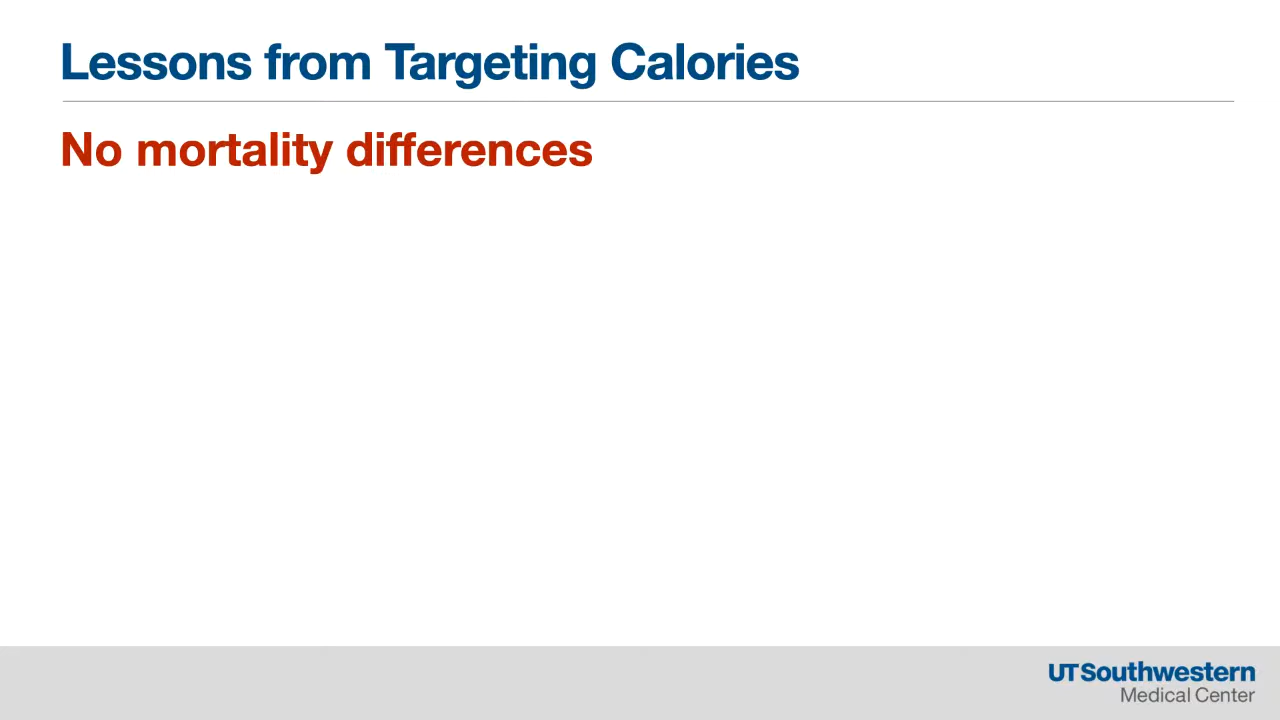 Lessons from Targeting Calories
No mortality differences
UTSouthwestern
Medical Center